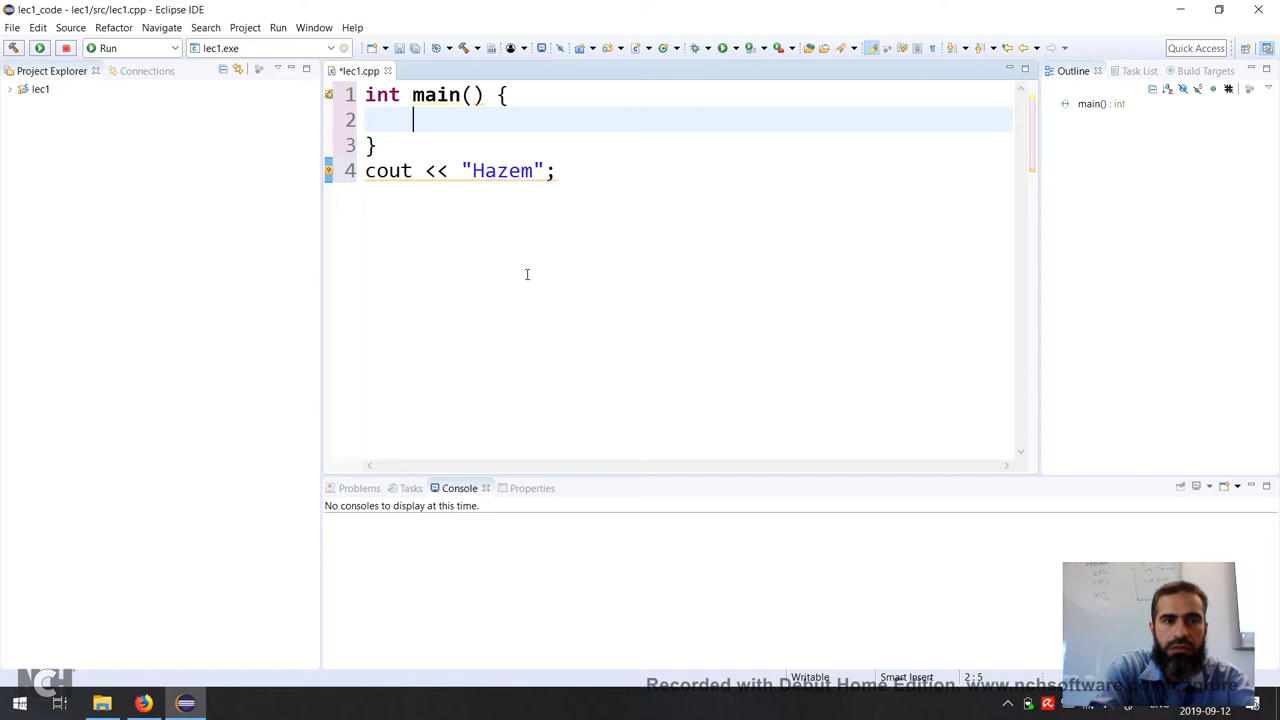 lec1_code - lec1/src/lec1.cpp - Eclipse IDE
File Edit Source Refactor Navigate Search Project Run Window Help
Run lec1.exe Quick Access
Project Explorer Connections *lec1.cpp Outline Task List Build Targets
lec1
main() : int
1 int main() {
2
3 }
4 cout << "Hazem";
Problems Tasks Console Properties
No consoles to display at this time.
Writable Smart Insert 2 : 5
NCH
2019-09-12